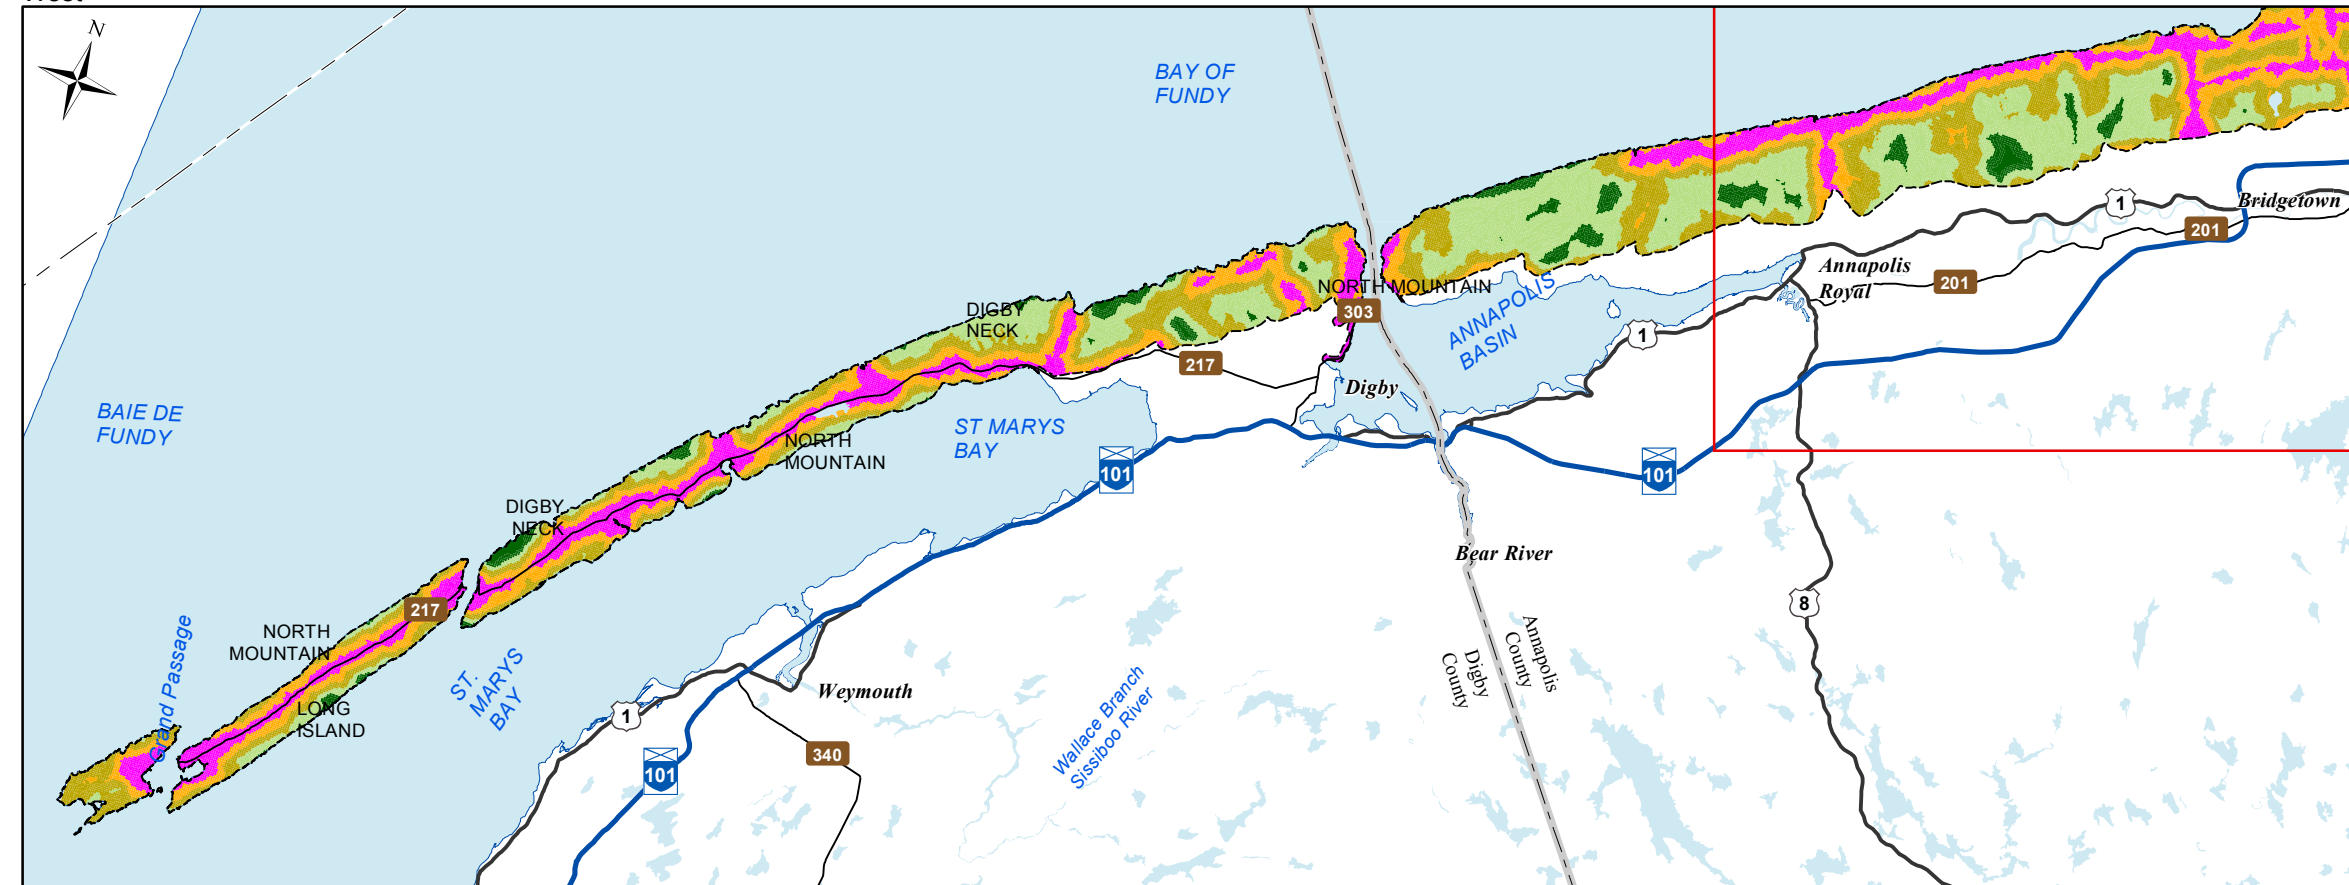 N
BAY OF
FUNDY
Bridgetown
1
201
Annapolis
Royal
201
NORTH MOUNTAIN
303
ANNAPOLIS
BASIN
1
DIGBY
NECK
217
Digby
BAIE DE
FUNDY
ST MARYS
BAY
NORTH
MOUNTAIN
101
101
DIGBY
NECK
Bear River
217
8
NORTH
MOUNTAIN
Grand Passage
ST.
MARYS
BAY
Annapolis
County
Digby
County
LONG
ISLAND
Weymouth
1
Wallace Branch
Sissiboo River
340
101